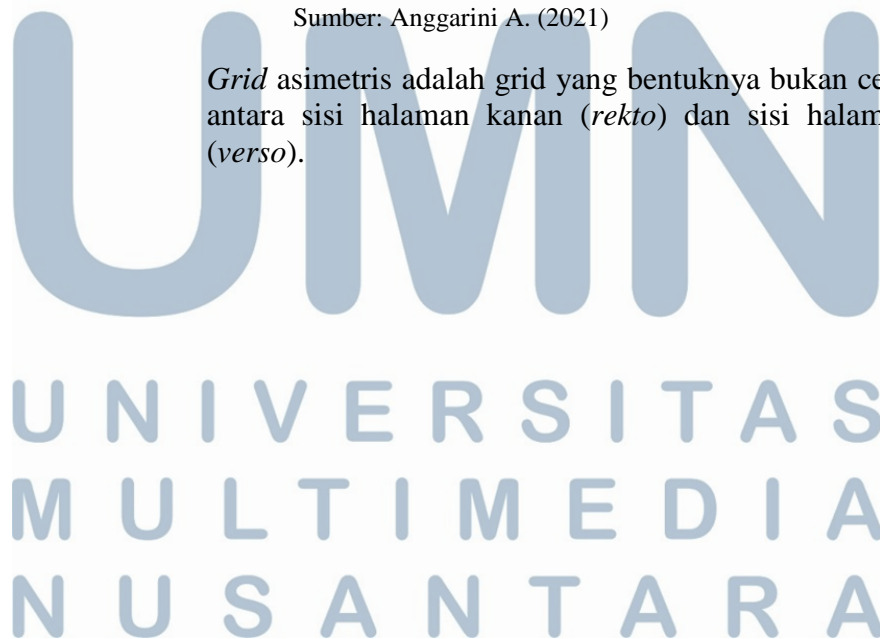 Sumber: Anggarini A. (2021)
Grid asimetris adalah grid yang bentuknya bukan ce
antara sisi halaman kanan (rekto) dan sisi halam
(verso).
UMN
UNIVERSITAS
MULTIMEDIA
NUSANTARA